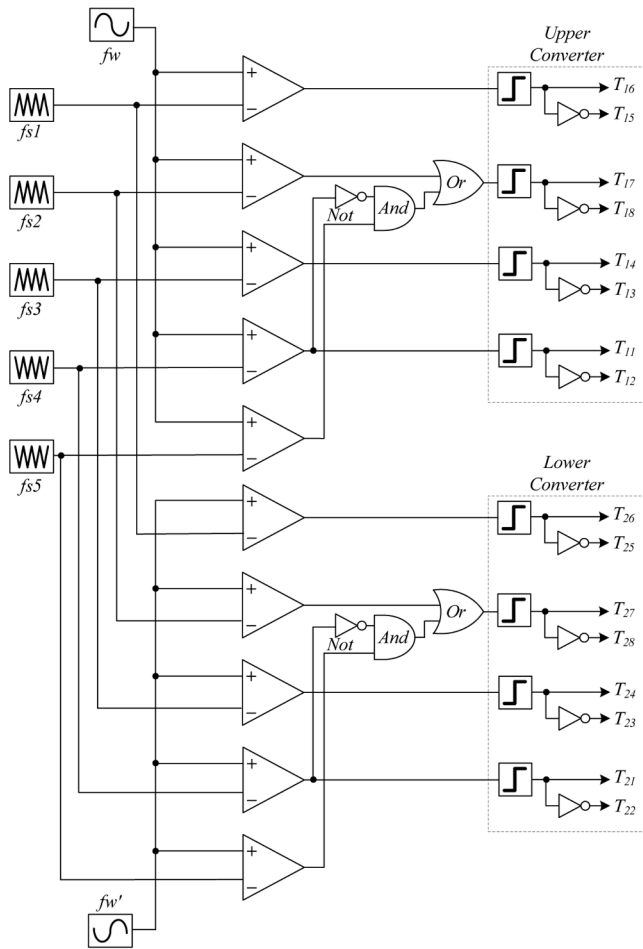 fw
Upper
Converter
+
−
T16
T15
fs1
+
−
Or
T17
T18
Not
And
fs2
+
−
T14
T13
fs3
+
−
T11
T12
fs4
+
−
fs5
Lower
Converter
+
−
T26
T25
+
−
Or
T27
T28
Not
And
+
−
T24
T23
+
−
T21
T22
+
−
fw'